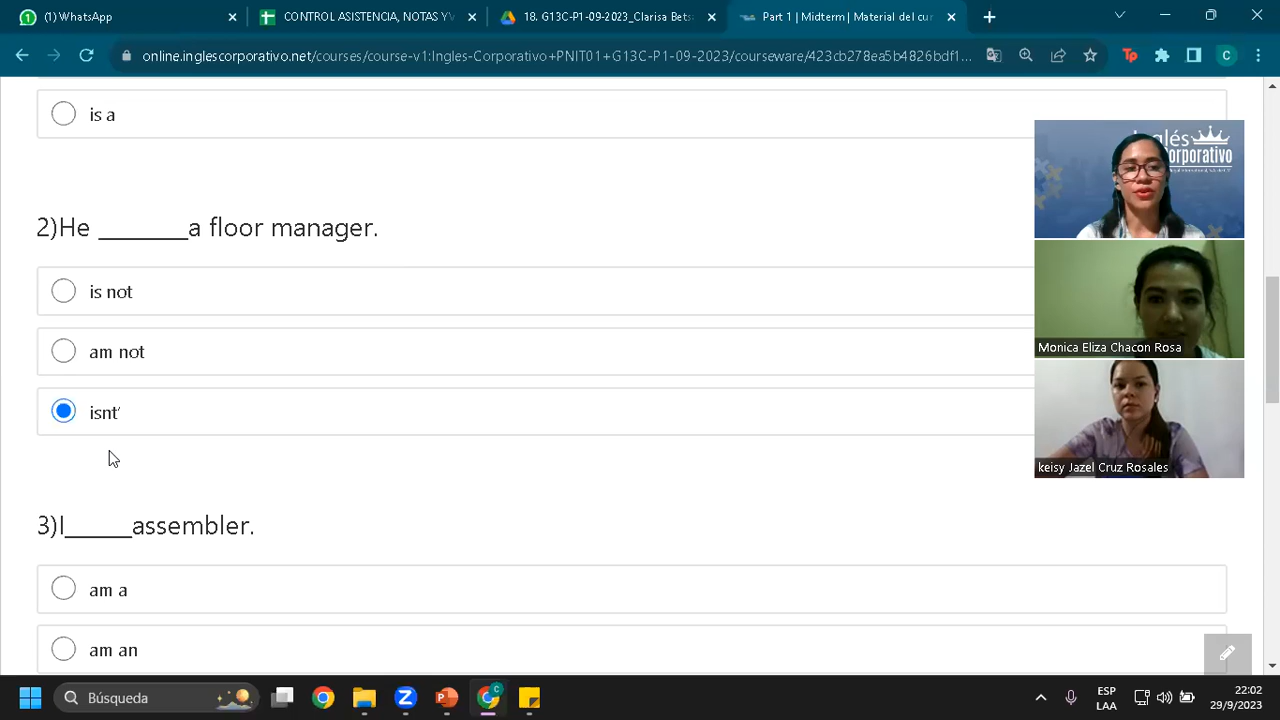 (1) WhatsApp
CONTROL ASISTENCIA, NOTAS Y V
18. G13C-P1-09-2023_Clarisa Bets
Part 1 | Midterm | Material del cur
online.inglescorporativo.net/courses/course-v1:Ingles-Corporativo+PNIT01+G13C-P1-09-2023/courseware/423cb278ea5b4826bdf1...
is a
Inglés
Corporativo
2)He ________a floor manager.
is not
am not
Monica Eliza Chacon Rosa
isnt'
keisy Jazel Cruz Rosales
3)I_____assembler.
am a
am an
Búsqueda
ESP
LAA
22:02
29/9/2023